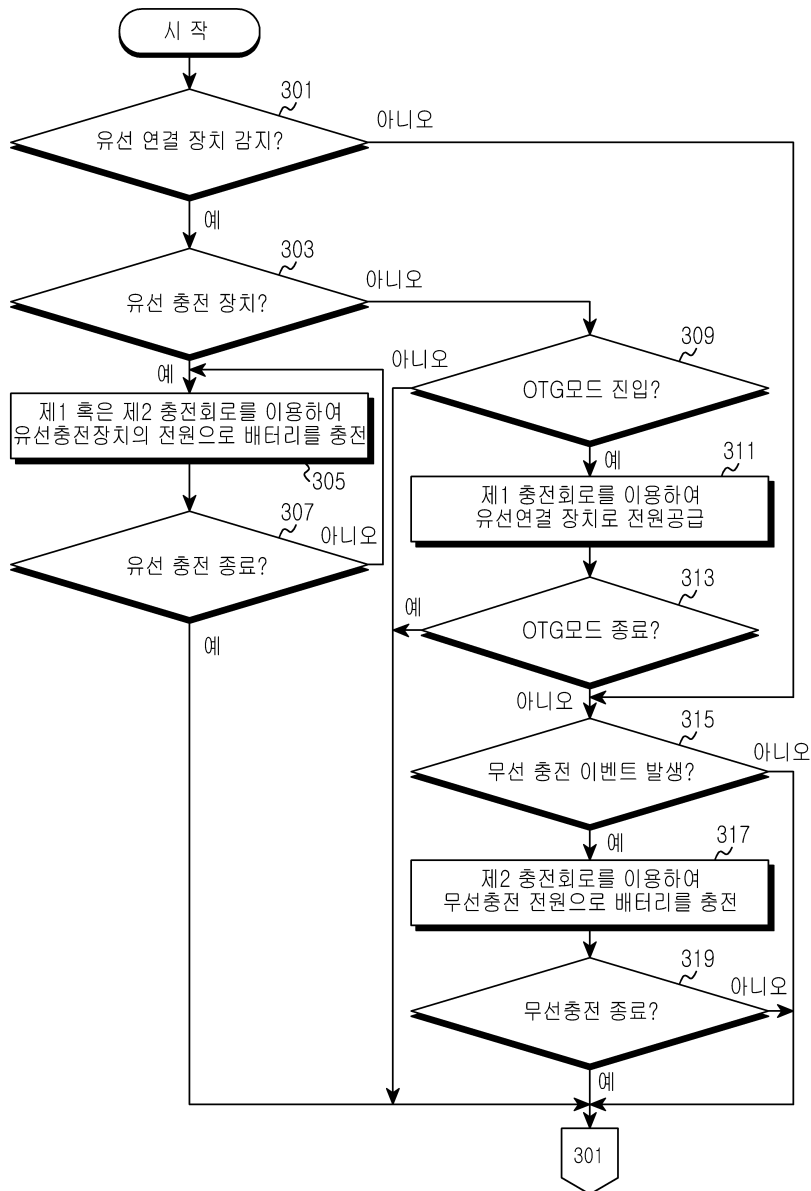 시 작
301
유선 연결 장치 감지?
아니오
예
303
유선 충전 장치?
아니오
예
309
OTG모드 진입?
아니오
예
제1 혹은 제2 충전회로를 이용하여
유선충전장치의 전원으로 배터리를 충전
305
311
제1 충전회로를 이용하여
유선연결 장치로 전원공급
307
유선 충전 종료?
아니오
예
313
OTG모드 종료?
예
아니오
315
무선 충전 이벤트 발생?
아니오
예
317
제2 충전회로를 이용하여
무선충전 전원으로 배터리를 충전
319
무선충전 종료?
아니오
예
301